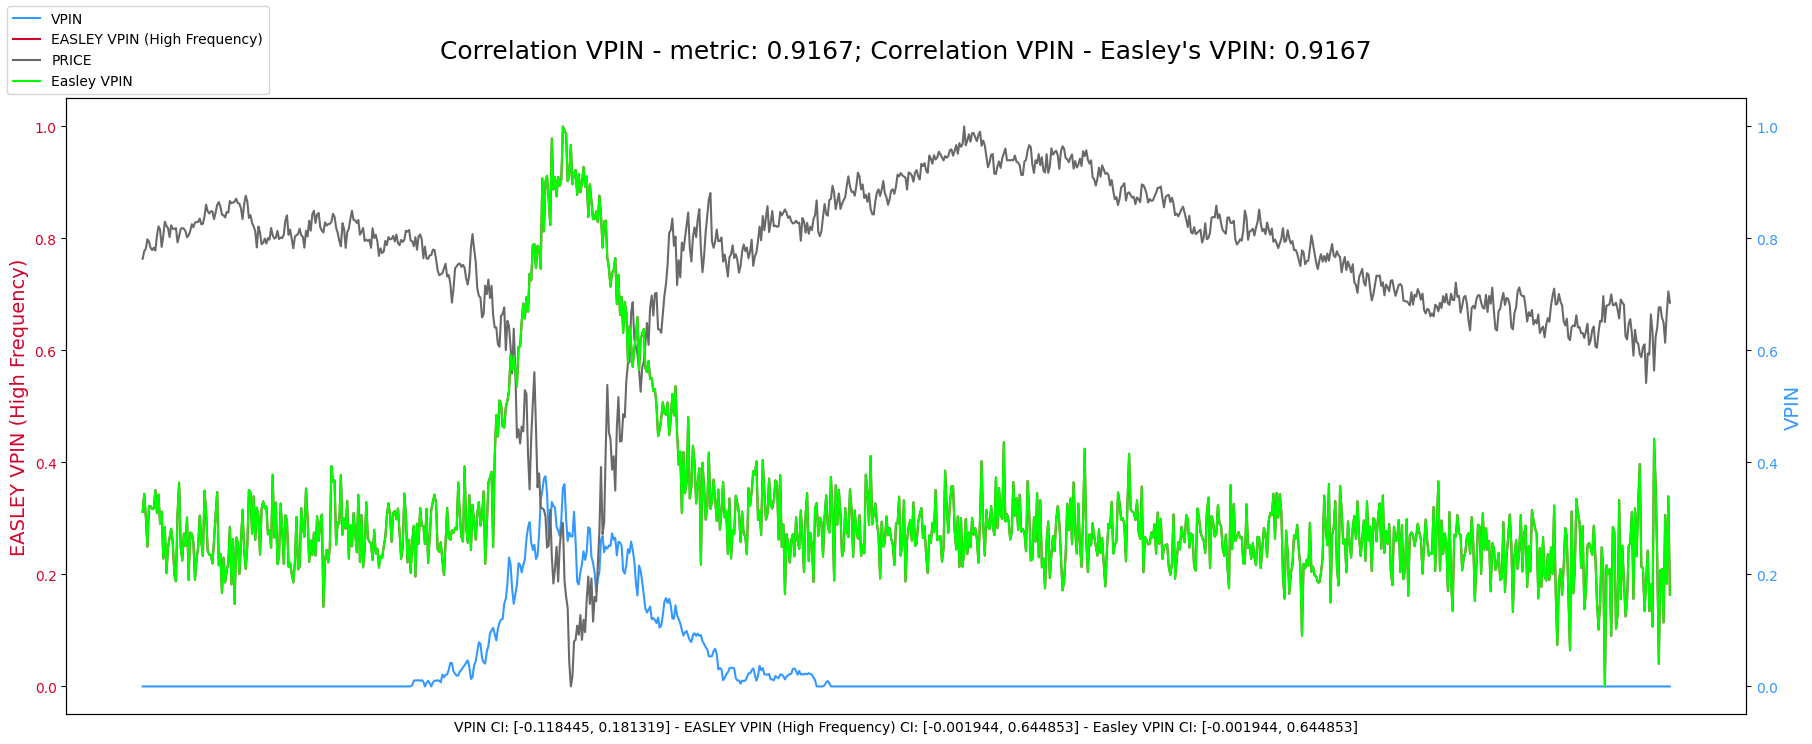 VPIN
EASLEY VPIN (High Frequency)
PRICE
Easley VPIN
Correlation VPIN - metric: 0.9167; Correlation VPIN - Easley's VPIN: 0.9167
EASLEY VPIN (High Frequency)
1.0
0.8
0.6
0.4
0.2
0.0
1.0
0.8
0.6
0.4
0.2
0.0
VPIN
VPIN CI: [-0.118445, 0.181319] - EASLEY VPIN (High Frequency) CI: [-0.001944, 0.644853] - Easley VPIN CI: [-0.001944, 0.644853]